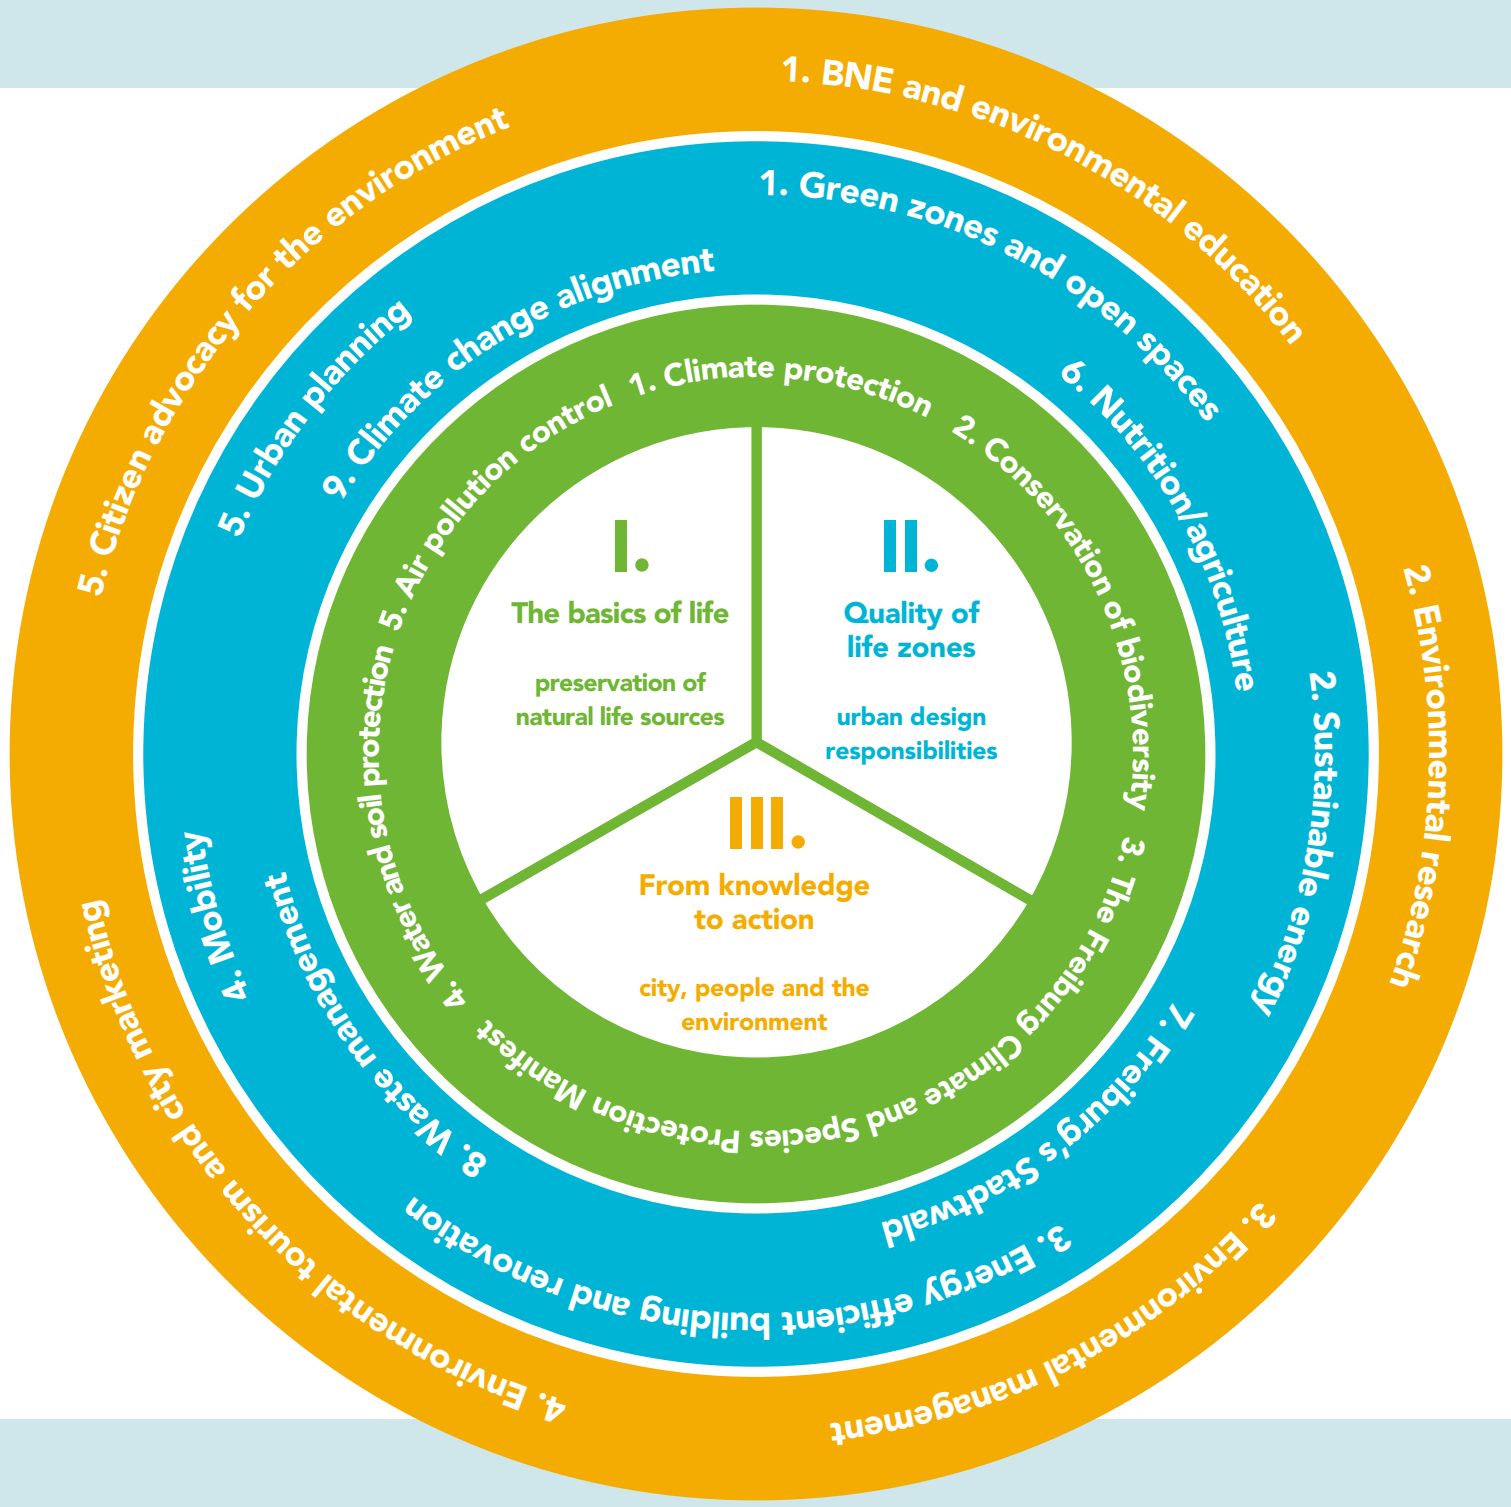 1. BNE and environmental education
2. Environmental research
3. Environmental management
4. Environmental tourism and city marketing
5. Citizen advocacy for the environment
1. Green zones and open spaces
2. Sustainable energy
3. Energy efficient building and renovation
4. Mobility
5. Urban planning
6. Nutrition/agriculture
7. Freiburg's Stadtwald
8. Waste management
9. Climate change alignment
1. Climate protection
2. Conservation of biodiversity
3. The Freiburg Climate and Species Protection Manifest
4. Water and soil protection
5. Air pollution control
I.
The basics of life
preservation of
natural life sources
II.
Quality of
life zones
urban design
responsibilities
III.
From knowledge
to action
city, people and the
environment